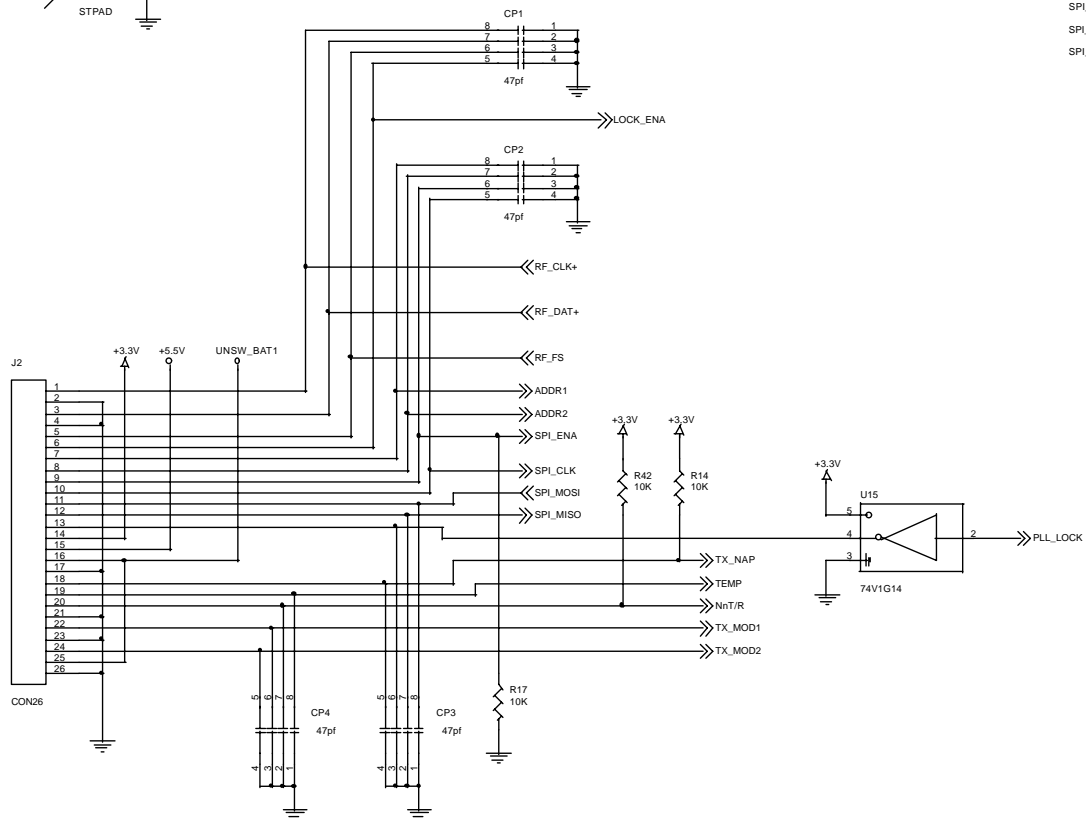 STPAD
SPI_
SPI_
SPI_
CP1
8 1
7 2
6 3
5 4
47pf
LOCK_ENA
CP2
8 1
7 2
6 3
5 4
47pf
RF_CLK+
RF_DAT+
RF_FS
+3.3V +5.5V UNSW_BAT1
J2
1
2
3
4
5
6
7
8
9
10
11
12
13
14
15
16
17
18
19
20
21
22
23
24
25
26
CON26
ADDR1
ADDR2
SPI_ENA
SPI_CLK
SPI_MOSI
SPI_MISO
+3.3V +3.3V
R42
10K
R14
10K
+3.3V
U15
5
4
3
2
74V1G14
PLL_LOCK
TX_NAP
TEMP
NnT/R
TX_MOD1
TX_MOD2
5 6 7 8
CP4
47pf
4 3 2 1
5 6 7 8
CP3
47pf
4 3 2 1
R17
10K